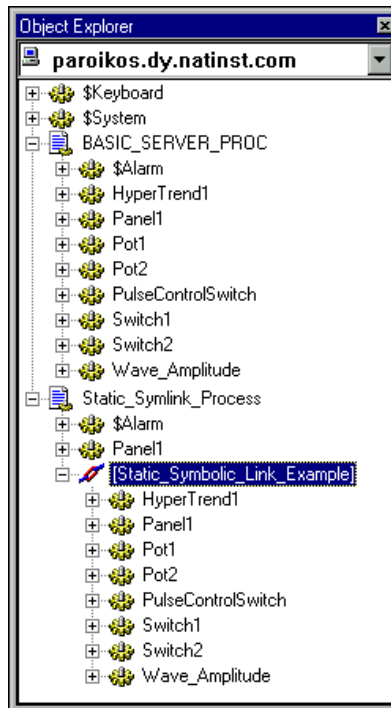 Object Explorer
paroikos.dy.natinst.com
$Keyboard
$System
BASIC_SERVER_PROC
$Alarm
HyperTrend1
Panel1
Pot1
Pot2
PulseControlSwitch
Switch1
Switch2
Wave_Amplitude
Static_Symlink_Process
$Alarm
Panel1
[Static_Symbolic_Link_Example]
HyperTrend1
Panel1
Pot1
Pot2
PulseControlSwitch
Switch1
Switch2
Wave_Amplitude